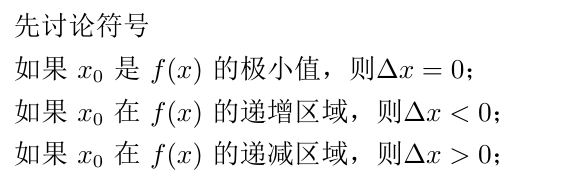 先讨论符号
如果 x₀ 是 f(x) 的极小值，则Δx = 0；
如果 x₀ 在 f(x) 的递增区域，则Δx < 0；
如果 x₀ 在 f(x) 的递减区域，则Δx > 0；